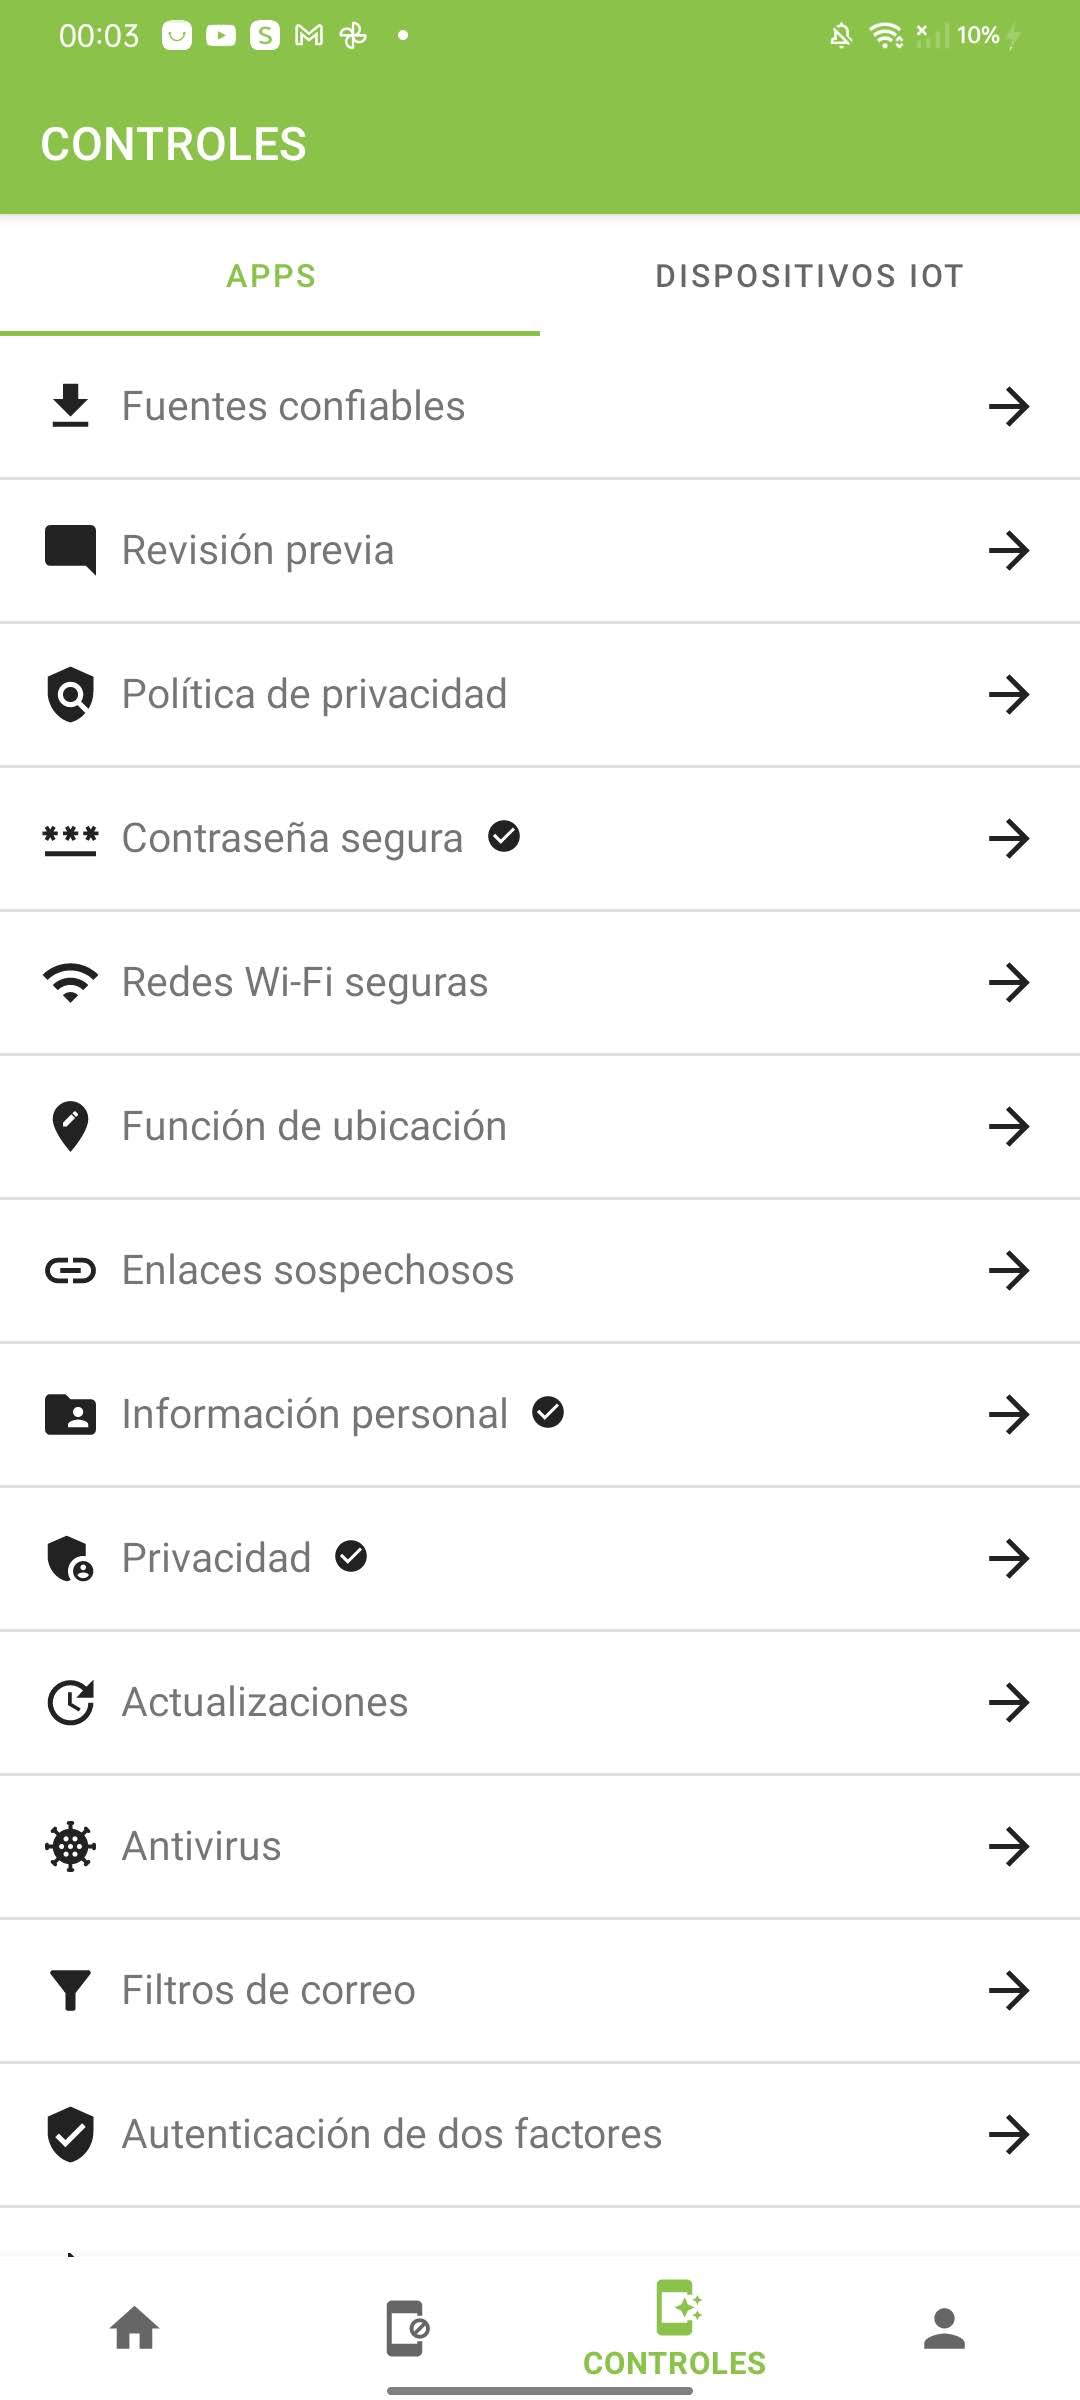 00:03
10%
CONTROLES
APPS
DISPOSITIVOS IOT
Fuentes confiables
Revisión previa
Política de privacidad
Contraseña segura
Redes Wi-Fi seguras
Función de ubicación
Enlaces sospechosos
Información personal
Privacidad
Actualizaciones
Antivirus
Filtros de correo
Autenticación de dos factores
CONTROLES